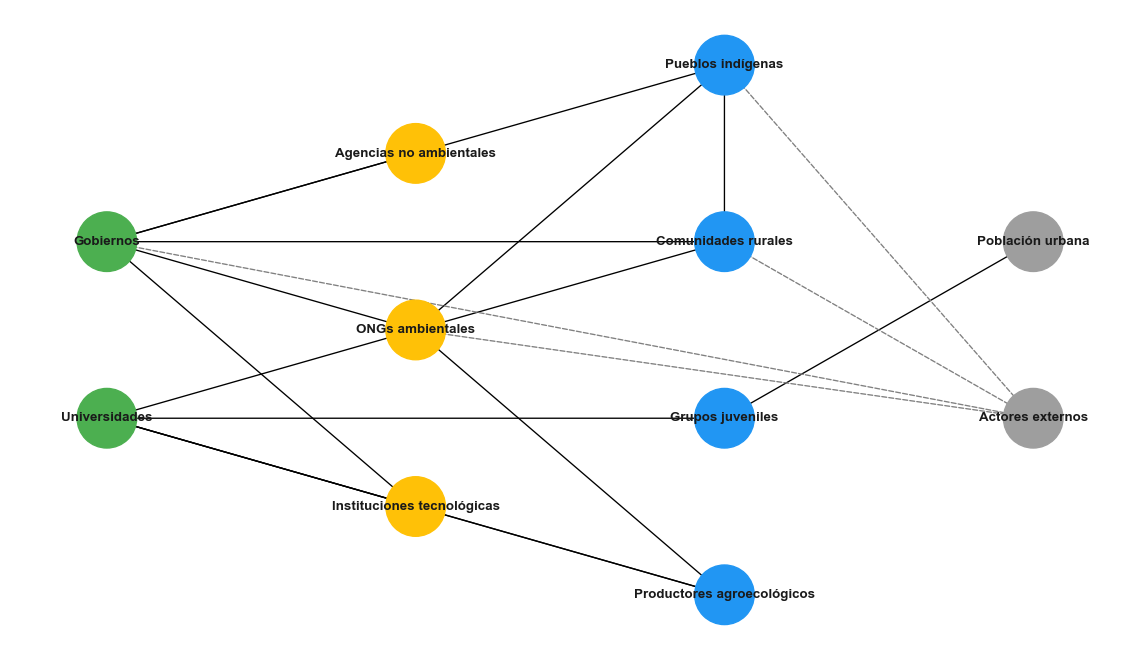 Pueblos indígenas
Agencias no ambientales
Gobiernos
Comunidades rurales
Población urbana
ONGs ambientales
Universidades
Grupos juveniles
Actores externos
Instituciones tecnológicas
Productores agroecológicos